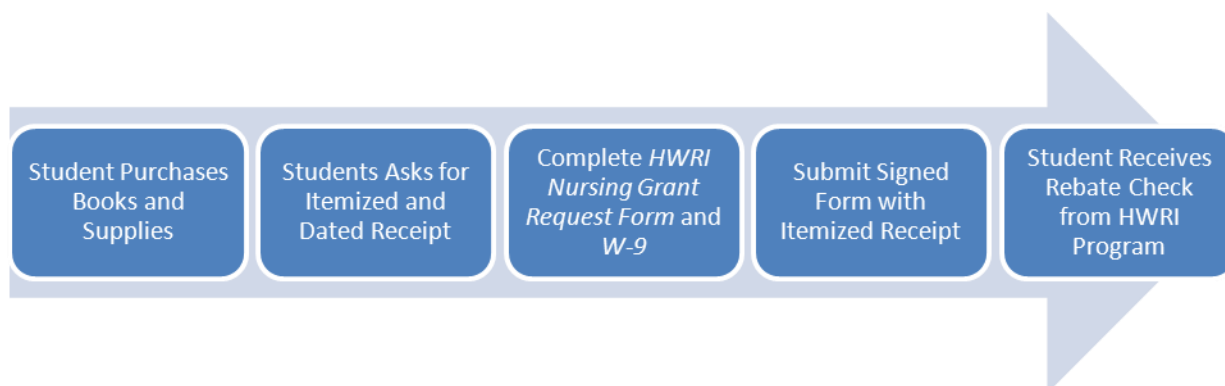 Student Purchases
Books and
Supplies
Students Asks for
Itemized and
Dated Receipt
Complete HWRI
Nursing Grant
Request Form and
W-9
Submit Signed
Form with
Itemized Receipt
Student Receives
Rebate Check
from HWRI
Program